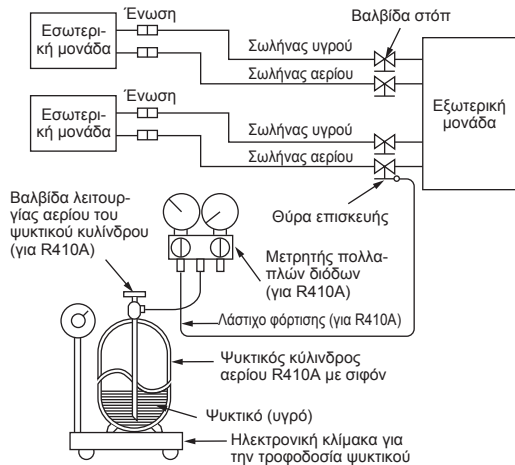 Εσωτερι-
κή μονάδα
Ένωση
Σωλήνας υγρού
Σωλήνας αερίου
Βαλβίδα στόπ
Εξωτερική
μονάδα
Εσωτερι-
κή μονάδα
Ένωση
Σωλήνας υγρού
Σωλήνας αερίου
Θύρα επισκευής
Βαλβίδα λειτουρ-
γίας αερίου του
ψυκτικού κυλίνδρου
(για R410A)
Μετρητής πολλα-
πλών διόδων
(για R410A)
Λάστιχο φόρτισης (για R410A)
Ψυκτικός κύλινδρος
αερίου R410A με σιφόν
Ψυκτικό (υγρό)
Ηλεκτρονική κλίμακα για
την τροφοδοσία ψυκτικού